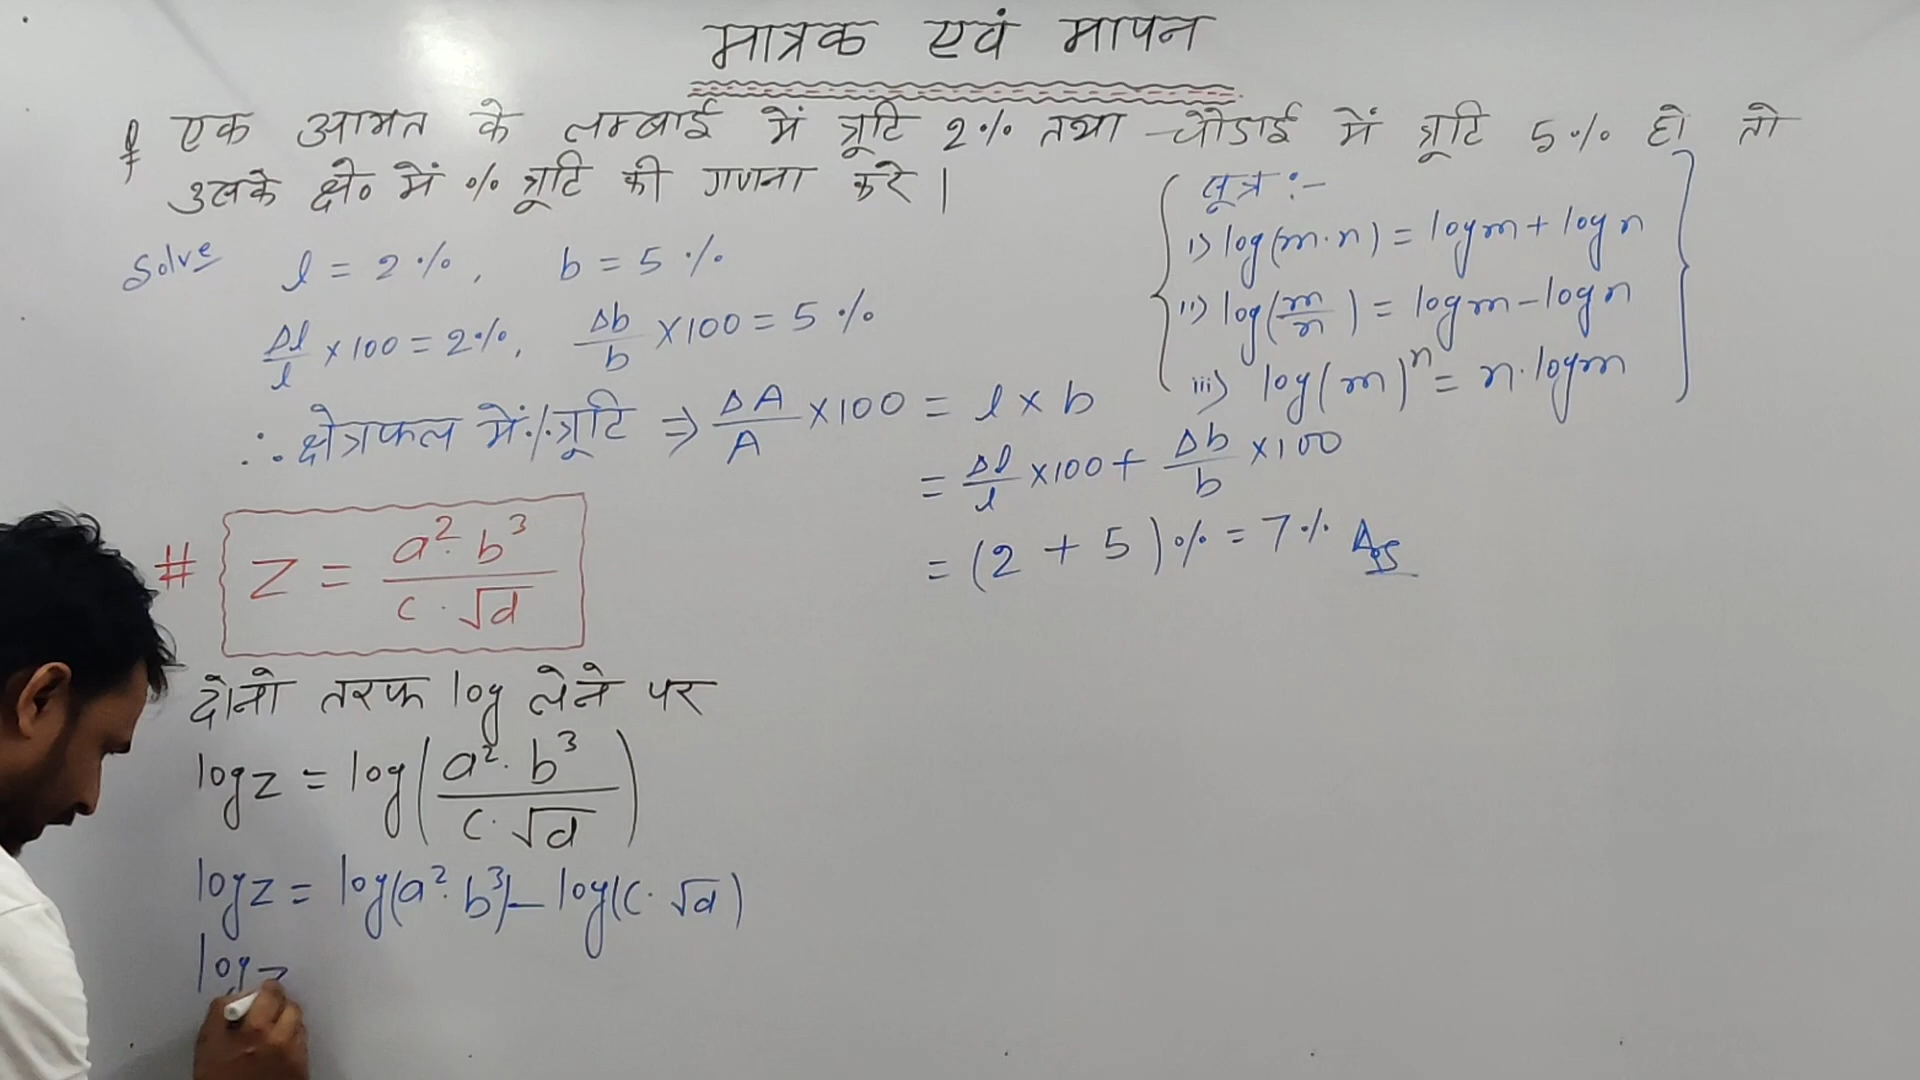 मात्रक एवं मापन
Q एक आयत के लम्बाई में त्रूटि 2% तथा चौडाई में त्रूटि 5% हो तो
उसके क्षे० में % त्रूटि की गणना करे |
Solve l = 2%, b = 5%
Δl/l × 100 = 2%, Δb/b × 100 = 5%
∴ क्षेत्रफल में % त्रूटि ⇒ ΔA/A × 100 = l × b
= Δl/l × 100 + Δb/b × 100
= (2 + 5)% = 7% Ans
सूत्र :-
i) log(m·n) = log m + log n
ii) log(m/n) = log m - log n
iii) log(m)ⁿ = n·log m
# z = a²·b³/c·√d
दोनो तरफ log लेने पर
log z = log(a²·b³/c·√d)
log z = log(a²·b³) - log(c·√d)
log z